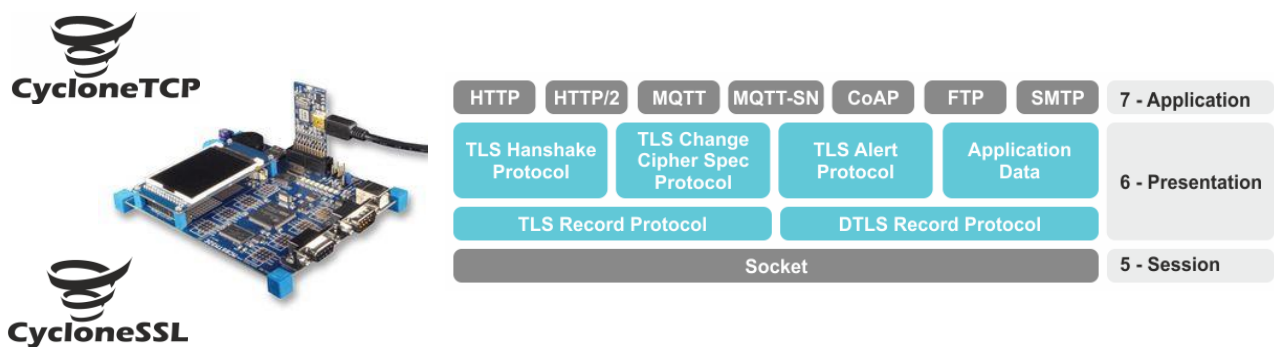 CycloneTCP
CycloneSSL
HTTP HTTP/2 MQTT MQTT-SN CoAP FTP SMTP 7 - Application
TLS Hanshake
Protocol
TLS Change
Cipher Spec
Protocol
TLS Alert
Protocol
Application
Data
6 - Presentation
TLS Record Protocol DTLS Record Protocol
Socket 5 - Session